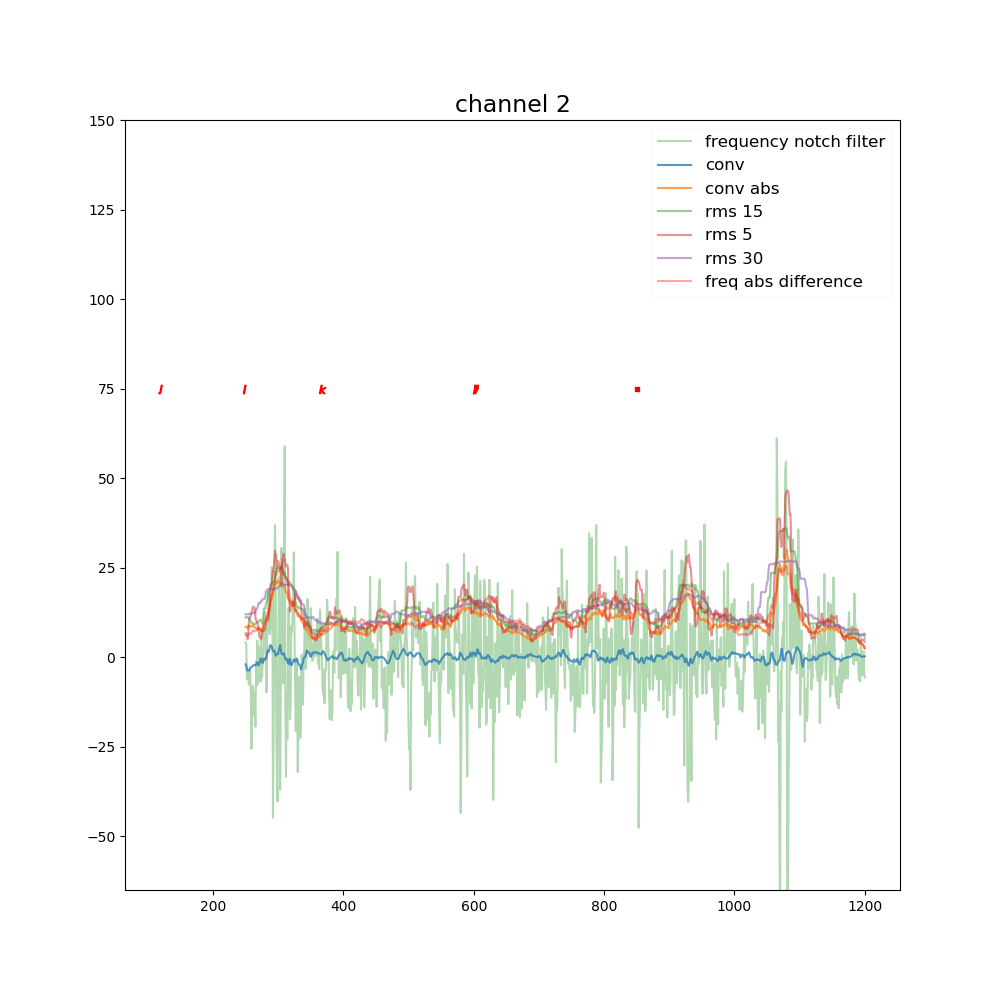 channel 2
150
frequency notch filter
conv
125
conv abs
rms 15
rms 5
rms 30
100
freq abs difference
75
k
50
25
0
−25
−50
200 400 600 800 1000 1200